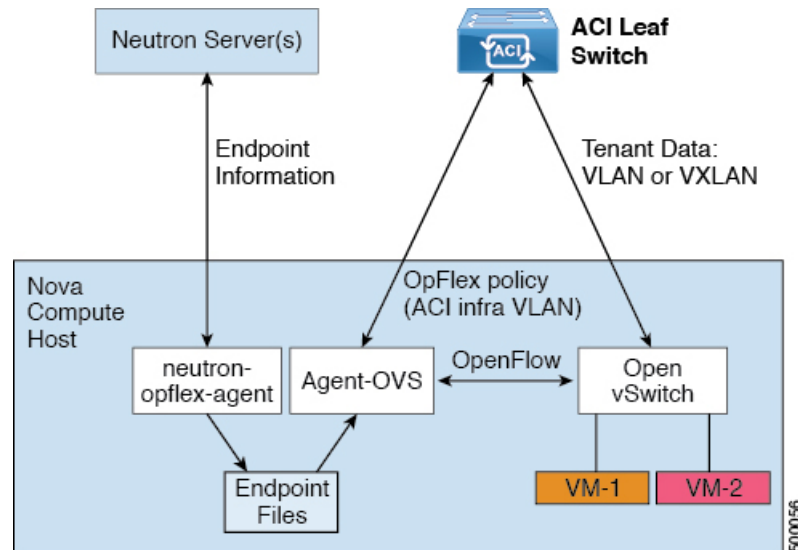 Neutron Server(s)
ACI
ACI Leaf
Switch
Endpoint
Information
Tenant Data:
VLAN or VXLAN
Nova
Compute
Host
OpFlex policy
(ACI infra VLAN)
neutron-
opflex-agent
Agent-OVS
OpenFlow
Open
vSwitch
Endpoint
Files
VM-1
VM-2
500056